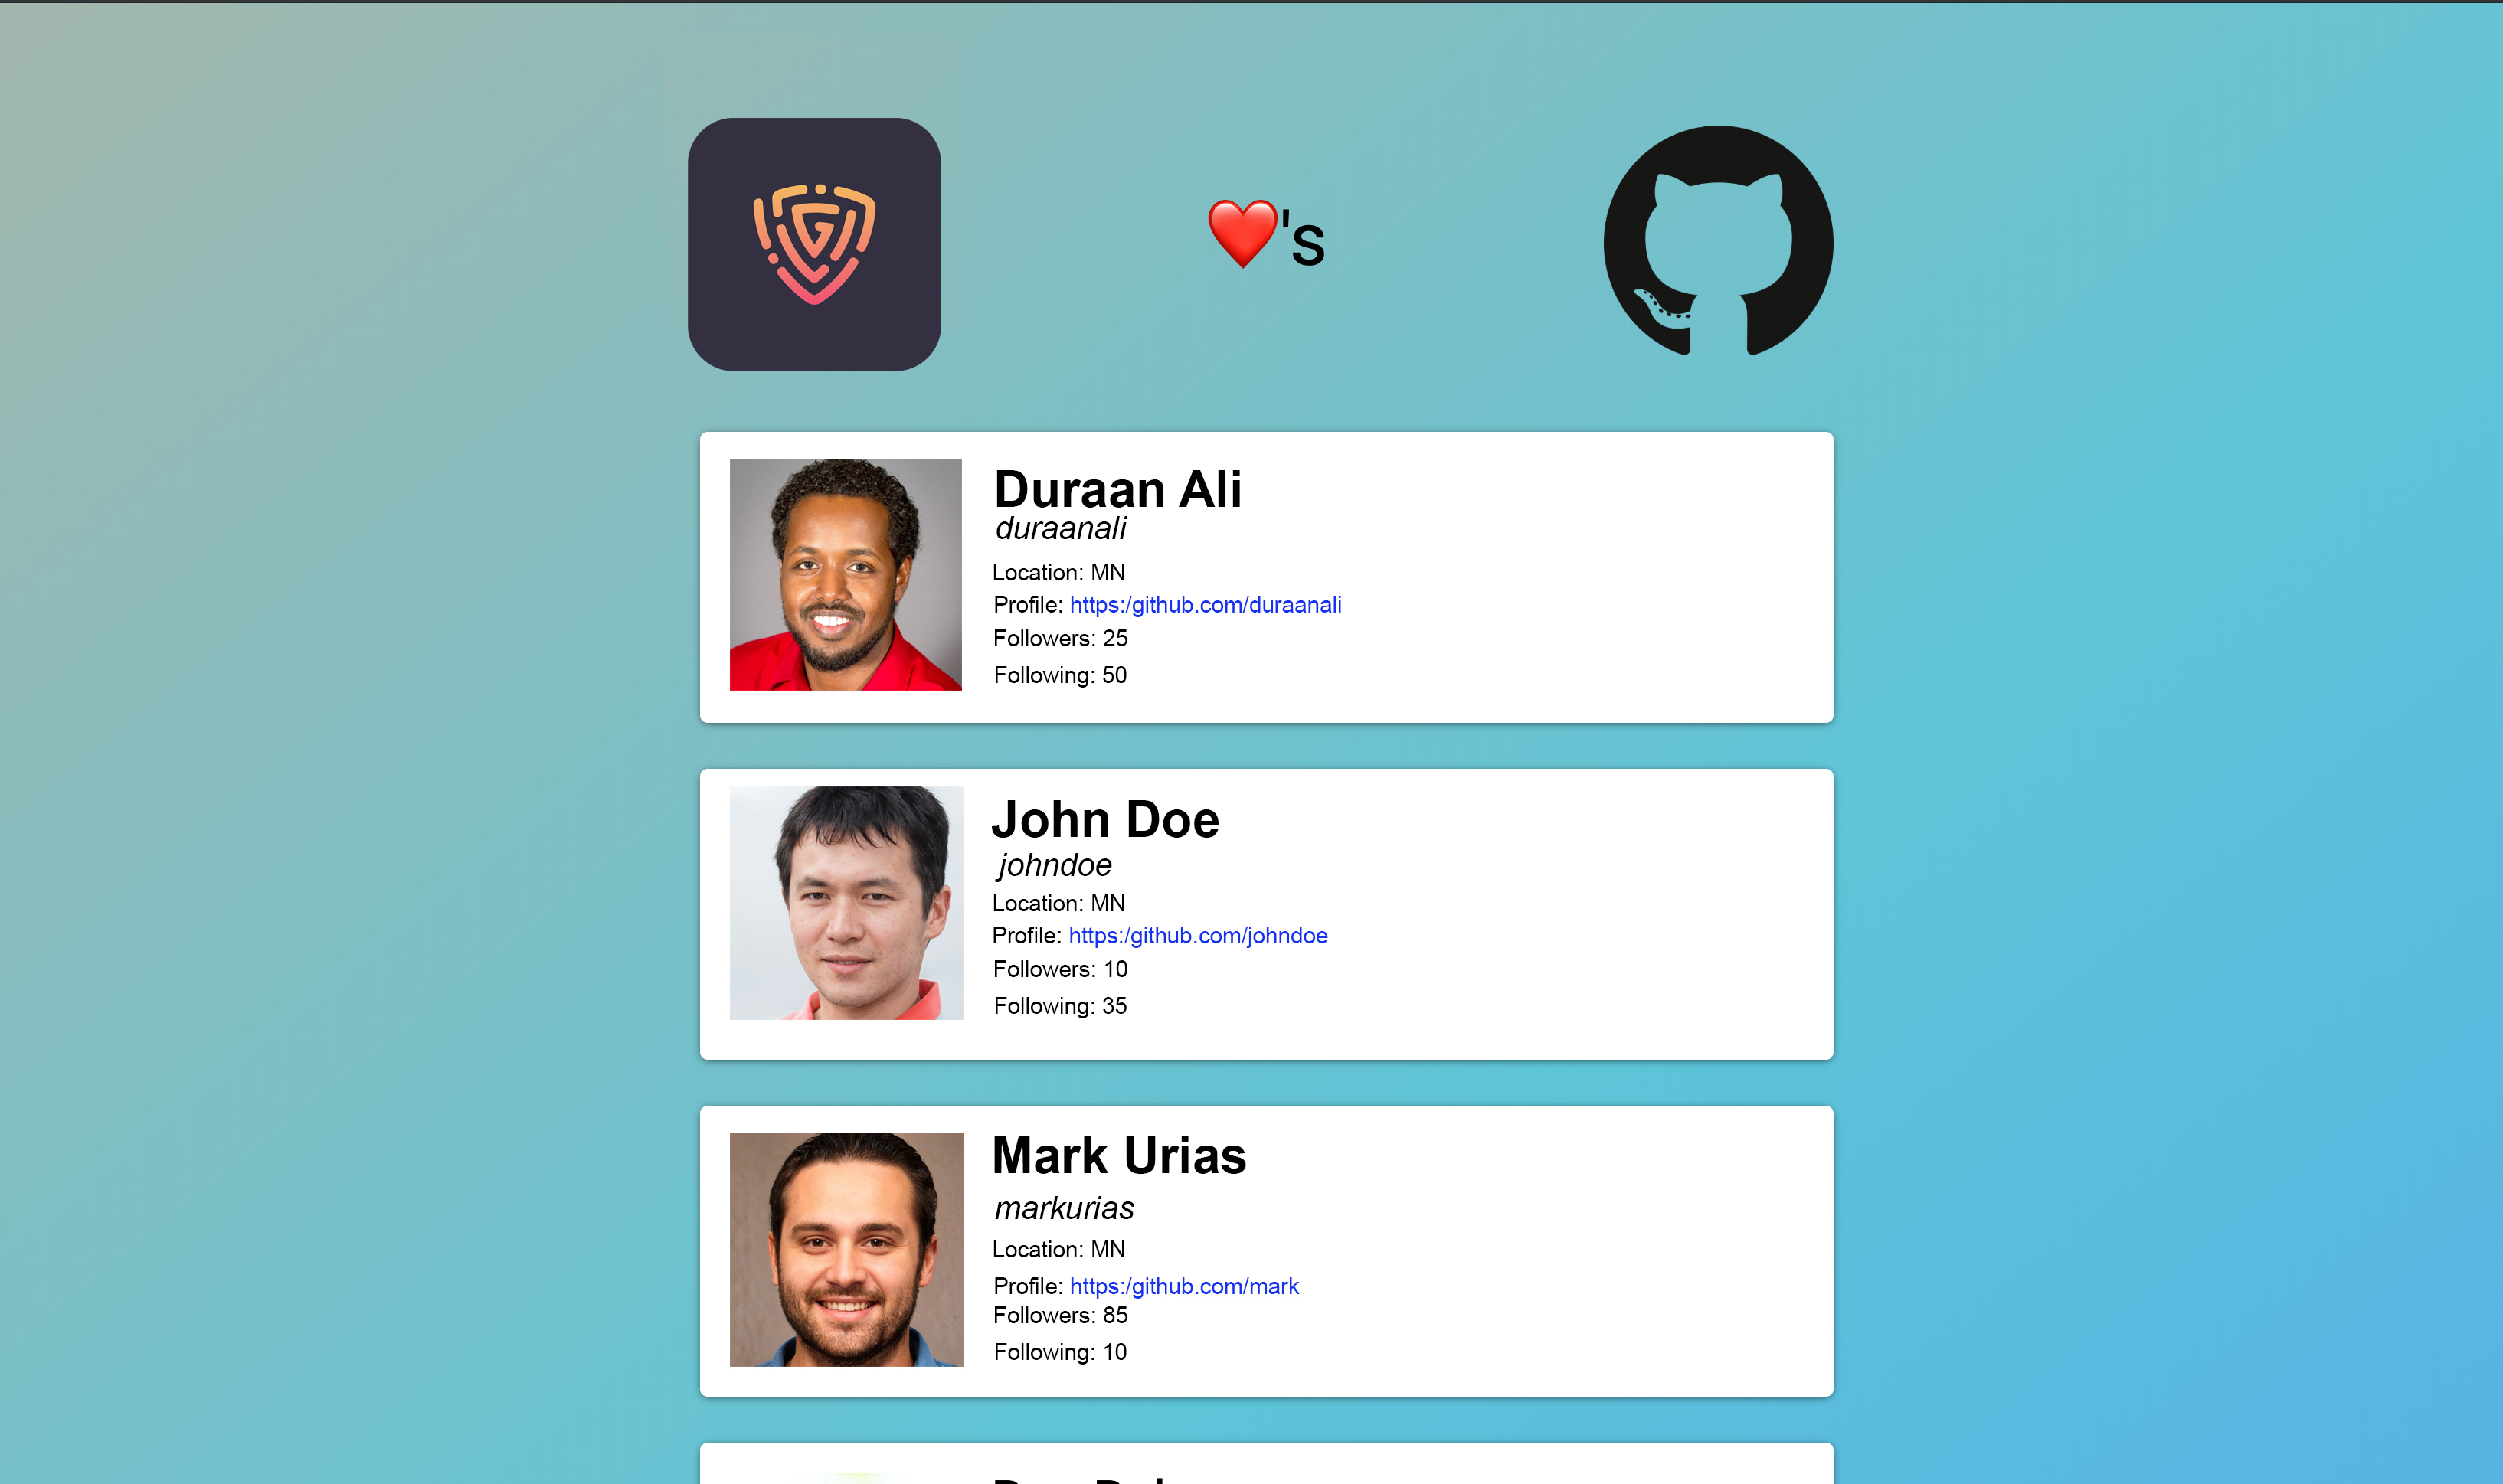 ❤️'s
Duraan Ali
duraanali
Location: MN
Profile: https:/github.com/duraanali
Followers: 25
Following: 50
John Doe
johndoe
Location: MN
Profile: https:/github.com/johndoe
Followers: 10
Following: 35
Mark Urias
markurias
Location: MN
Profile: https:/github.com/mark
Followers: 85
Following: 10